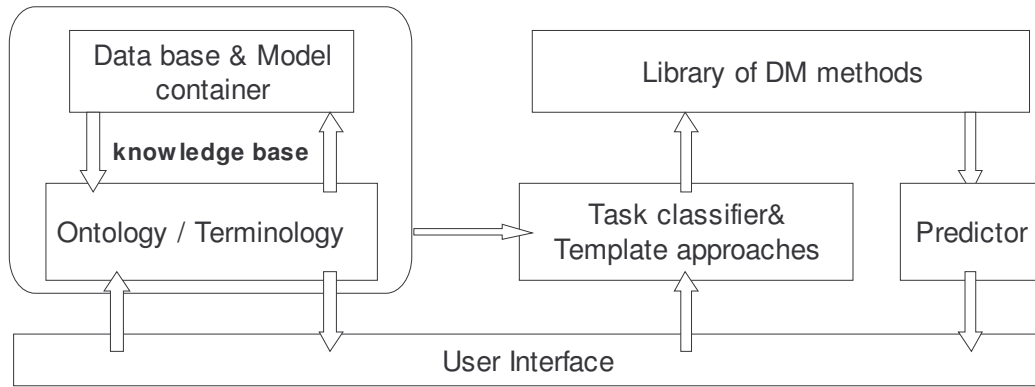 Data base & Model
container
Library of DM methods
knowledge base
Ontology / Terminology
Task classifier&
Template approaches
Predictor
User Interface